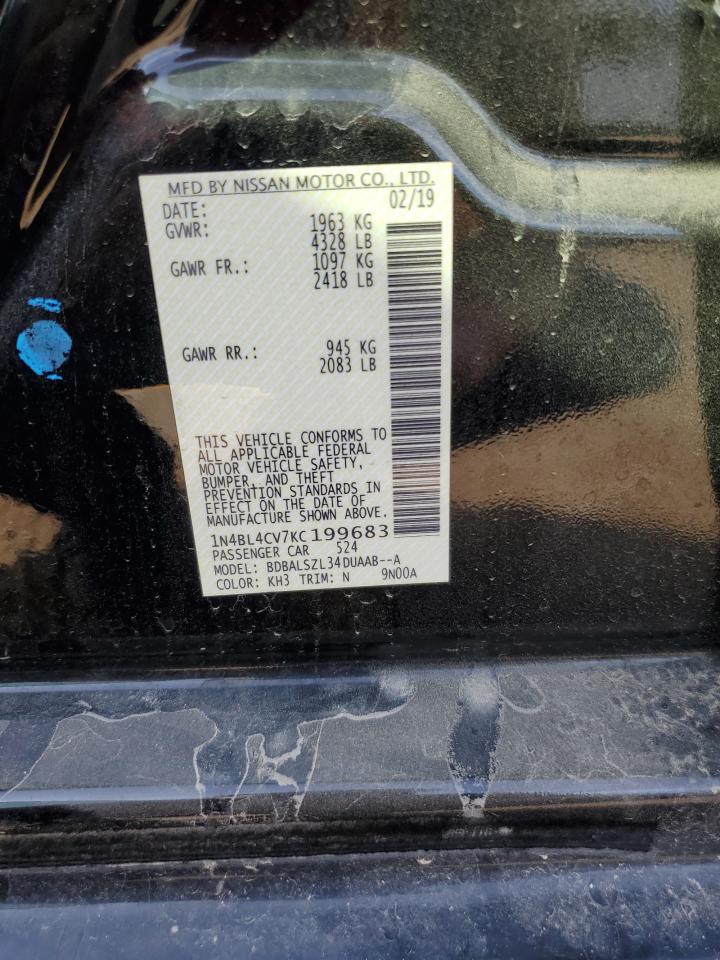 MFD BY NISSAN MOTOR CO., LTD.
DATE: 02/19
GVWR: 1963 KG
4328 LB
GAWR FR.: 1097 KG
2418 LB
GAWR RR.: 945 KG
2083 LB
THIS VEHICLE CONFORMS TO
ALL APPLICABLE FEDERAL
MOTOR VEHICLE SAFETY,
BUMPER, AND THEFT
PREVENTION STANDARDS IN
EFFECT ON THE DATE OF
MANUFACTURE SHOWN ABOVE.
1N4BL4CV7KC199683
PASSENGER CAR 524
MODEL: BDBALSZL34DUAAB--A
COLOR: KH3 TRIM: N 9N00A